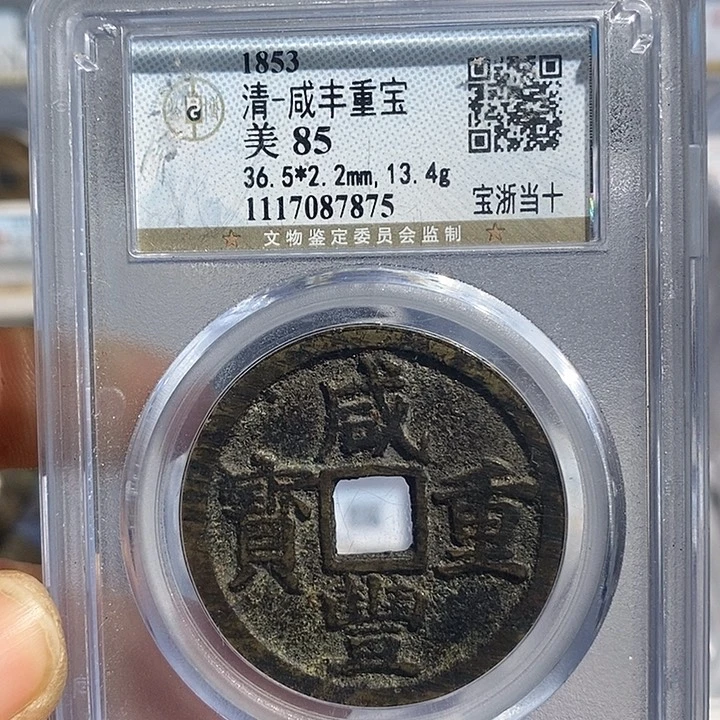 1853
清-咸丰重宝
美 85
36.5*2.2mm,13.4g
1117087875 宝浙当十
文物鉴定委员会监制
G
咸
寶 重
豐